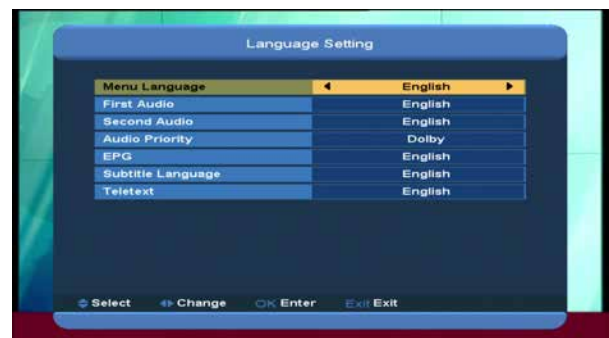 Language Setting
Menu Language English
First Audio English
Second Audio English
Audio Priority Dolby
EPG English
Subtitle Language English
Teletext English
Select Change OK Enter Exit Exit